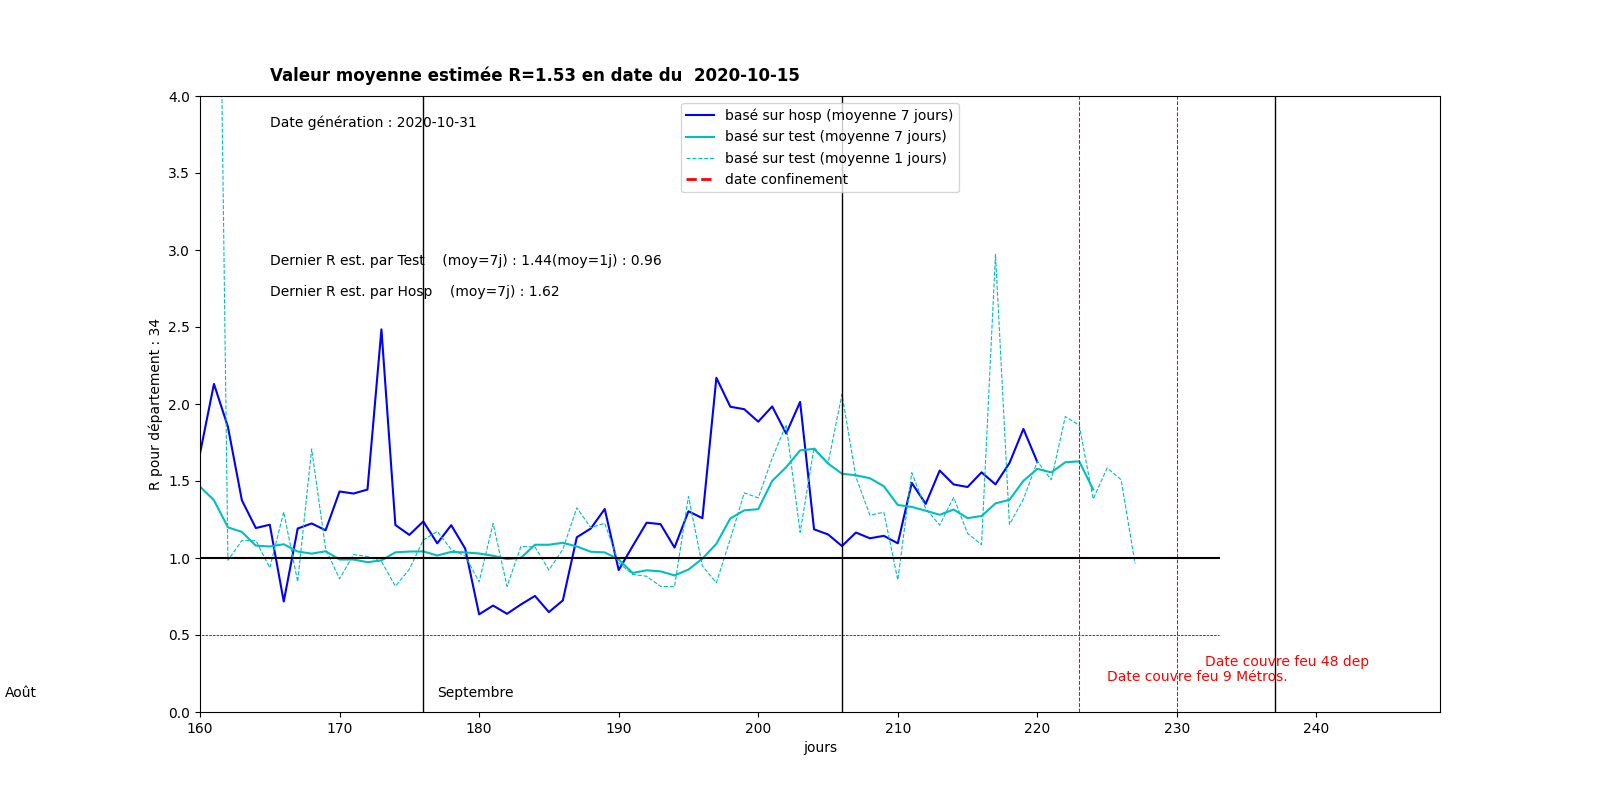 Valeur moyenne estimée R=1.53 en date du  2020-10-15
Date génération : 2020-10-31
basé sur hosp (moyenne 7 jours)
basé sur test (moyenne 7 jours)
basé sur test (moyenne 1 jours)
date confinement
Dernier R est. par Test    (moy=7j) : 1.44(moy=1j) : 0.96
Dernier R est. par Hosp    (moy=7j) : 1.62
R pour département : 34
4.0
3.5
3.0
2.5
2.0
1.5
1.0
0.5
0.0
Date couvre feu 48 dep
Date couvre feu 9 Métros.
Août
Septembre
160 170 180 190 200 210 220 230 240
jours